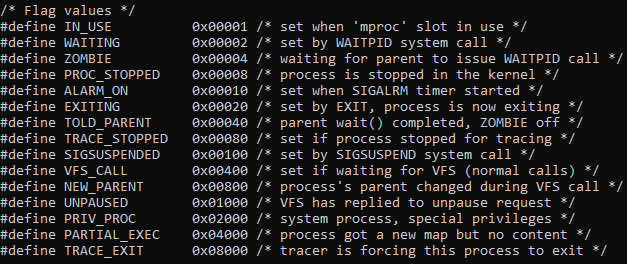 /* Flag values */
#define IN_USE 0x00001 /* set when 'mproc' slot in use */
#define WAITING 0x00002 /* set by WAITPID system call */
#define ZOMBIE 0x00004 /* waiting for parent to issue WAITPID call */
#define PROC_STOPPED 0x00008 /* process is stopped in the kernel */
#define ALARM_ON 0x00010 /* set when SIGALRM timer started */
#define EXITING 0x00020 /* set by EXIT, process is now exiting */
#define TOLD_PARENT 0x00040 /* parent wait() completed, ZOMBIE off */
#define TRACE_STOPPED 0x00080 /* set if process stopped for tracing */
#define SIGSUSPENDED 0x00100 /* set by SIGSUSPEND system call */
#define VFS_CALL 0x00400 /* set if waiting for VFS (normal calls) */
#define NEW_PARENT 0x00800 /* process's parent changed during VFS call */
#define UNPAUSED 0x01000 /* VFS has replied to unpause request */
#define PRIV_PROC 0x02000 /* system process, special privileges */
#define PARTIAL_EXEC 0x04000 /* process got a new map but no content */
#define TRACE_EXIT 0x08000 /* tracer is forcing this process to exit */